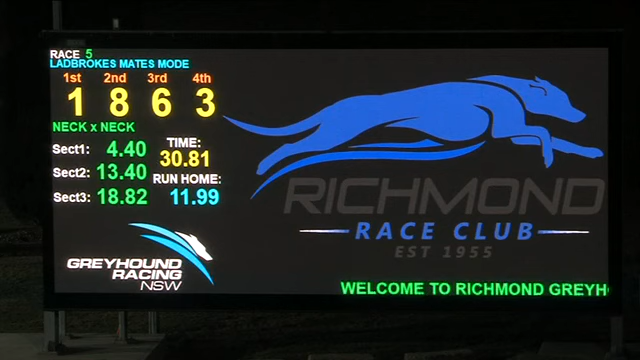 RACE 5
LADBROKES MATES MODE
1st 2nd 3rd 4th
1 8 6 3
NECK x NECK
Sect1: 4.40
Sect2: 13.40
Sect3: 18.82
TIME:
30.81
RUN HOME:
11.99
GREYHOUND
RACING
NSW
RICHMOND
RACE CLUB
EST 1955
WELCOME TO RICHMOND GREYH